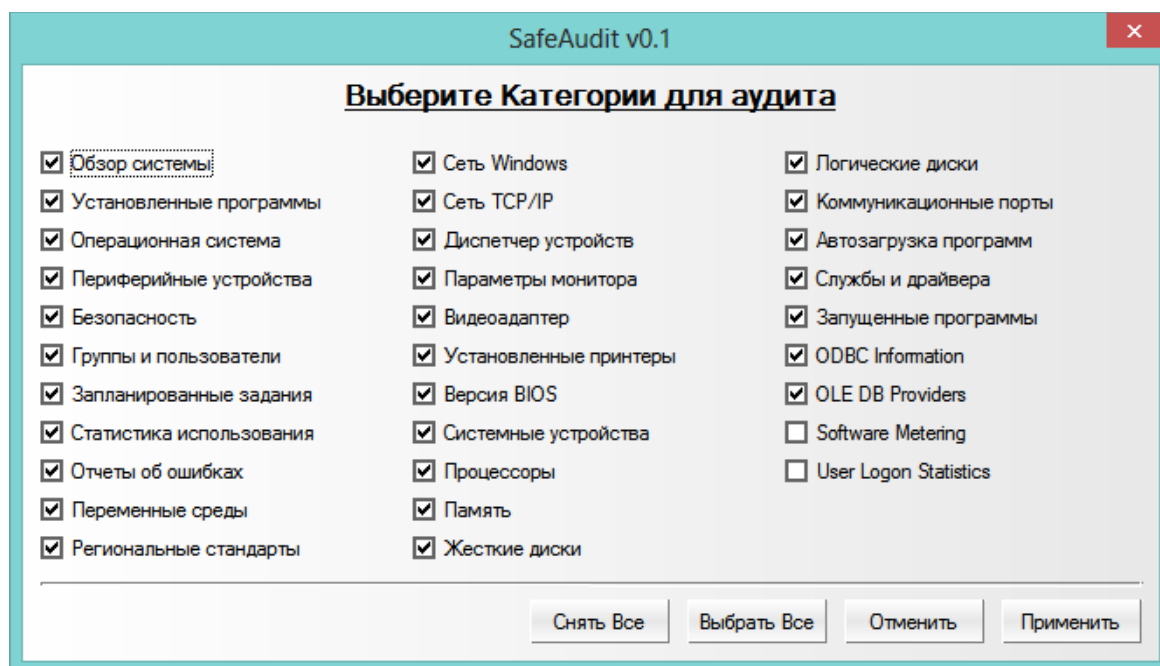 SafeAudit v0.1
Выберите Категории для аудита
Обзор системы
Установленные программы
Операционная система
Периферийные устройства
Безопасность
Группы и пользователи
Запланированные задания
Статистика использования
Отчеты об ошибках
Переменные среды
Региональные стандарты
Сеть Windows
Сеть TCP/IP
Диспетчер устройств
Параметры монитора
Видеоадаптер
Установленные принтеры
Версия BIOS
Системные устройства
Процессоры
Память
Жесткие диски
Логические диски
Коммуникационные порты
Автозагрузка программ
Службы и драйвера
Запущенные программы
ODBC Information
OLE DB Providers
Software Metering
User Logon Statistics
Снять Все
Выбрать Все
Отменить
Применить